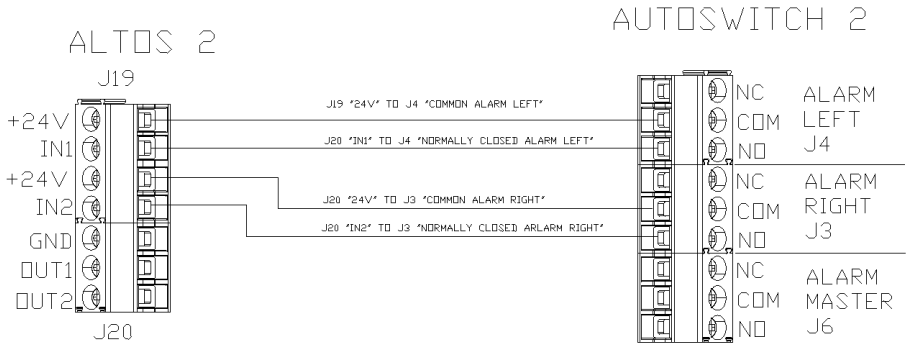 AUTOSWITCH 2
ALTOS 2
J19
+24V
IN1
+24V
IN2
GND
OUT1
OUT2
J20
J19 "24V" TO J4 "COMMON ALARM LEFT"
J20 "IN1" TO J4 "NORMALLY CLOSED ALARM LEFT"
J20 "24V" TO J3 "COMMON ALARM RIGHT"
J20 "IN2" TO J3 "NORMALLY CLOSED ARLARM RIGHT"
NC
COM
NO
ALARM
LEFT
J4
NC
COM
NO
ALARM
RIGHT
J3
NC
COM
NO
ALARM
MASTER
J6